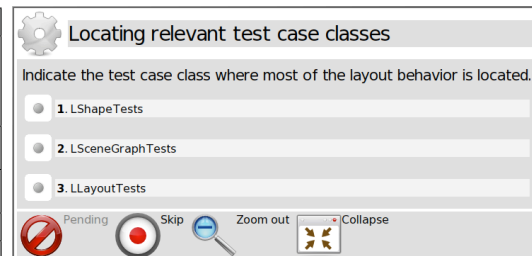 Locating relevant test case classes
Indicate the test case class where most of the layout behavior is located.
1. LShapeTests
2. LSceneGraphTests
3. LLayoutTests
Pending Skip Zoom out Collapse